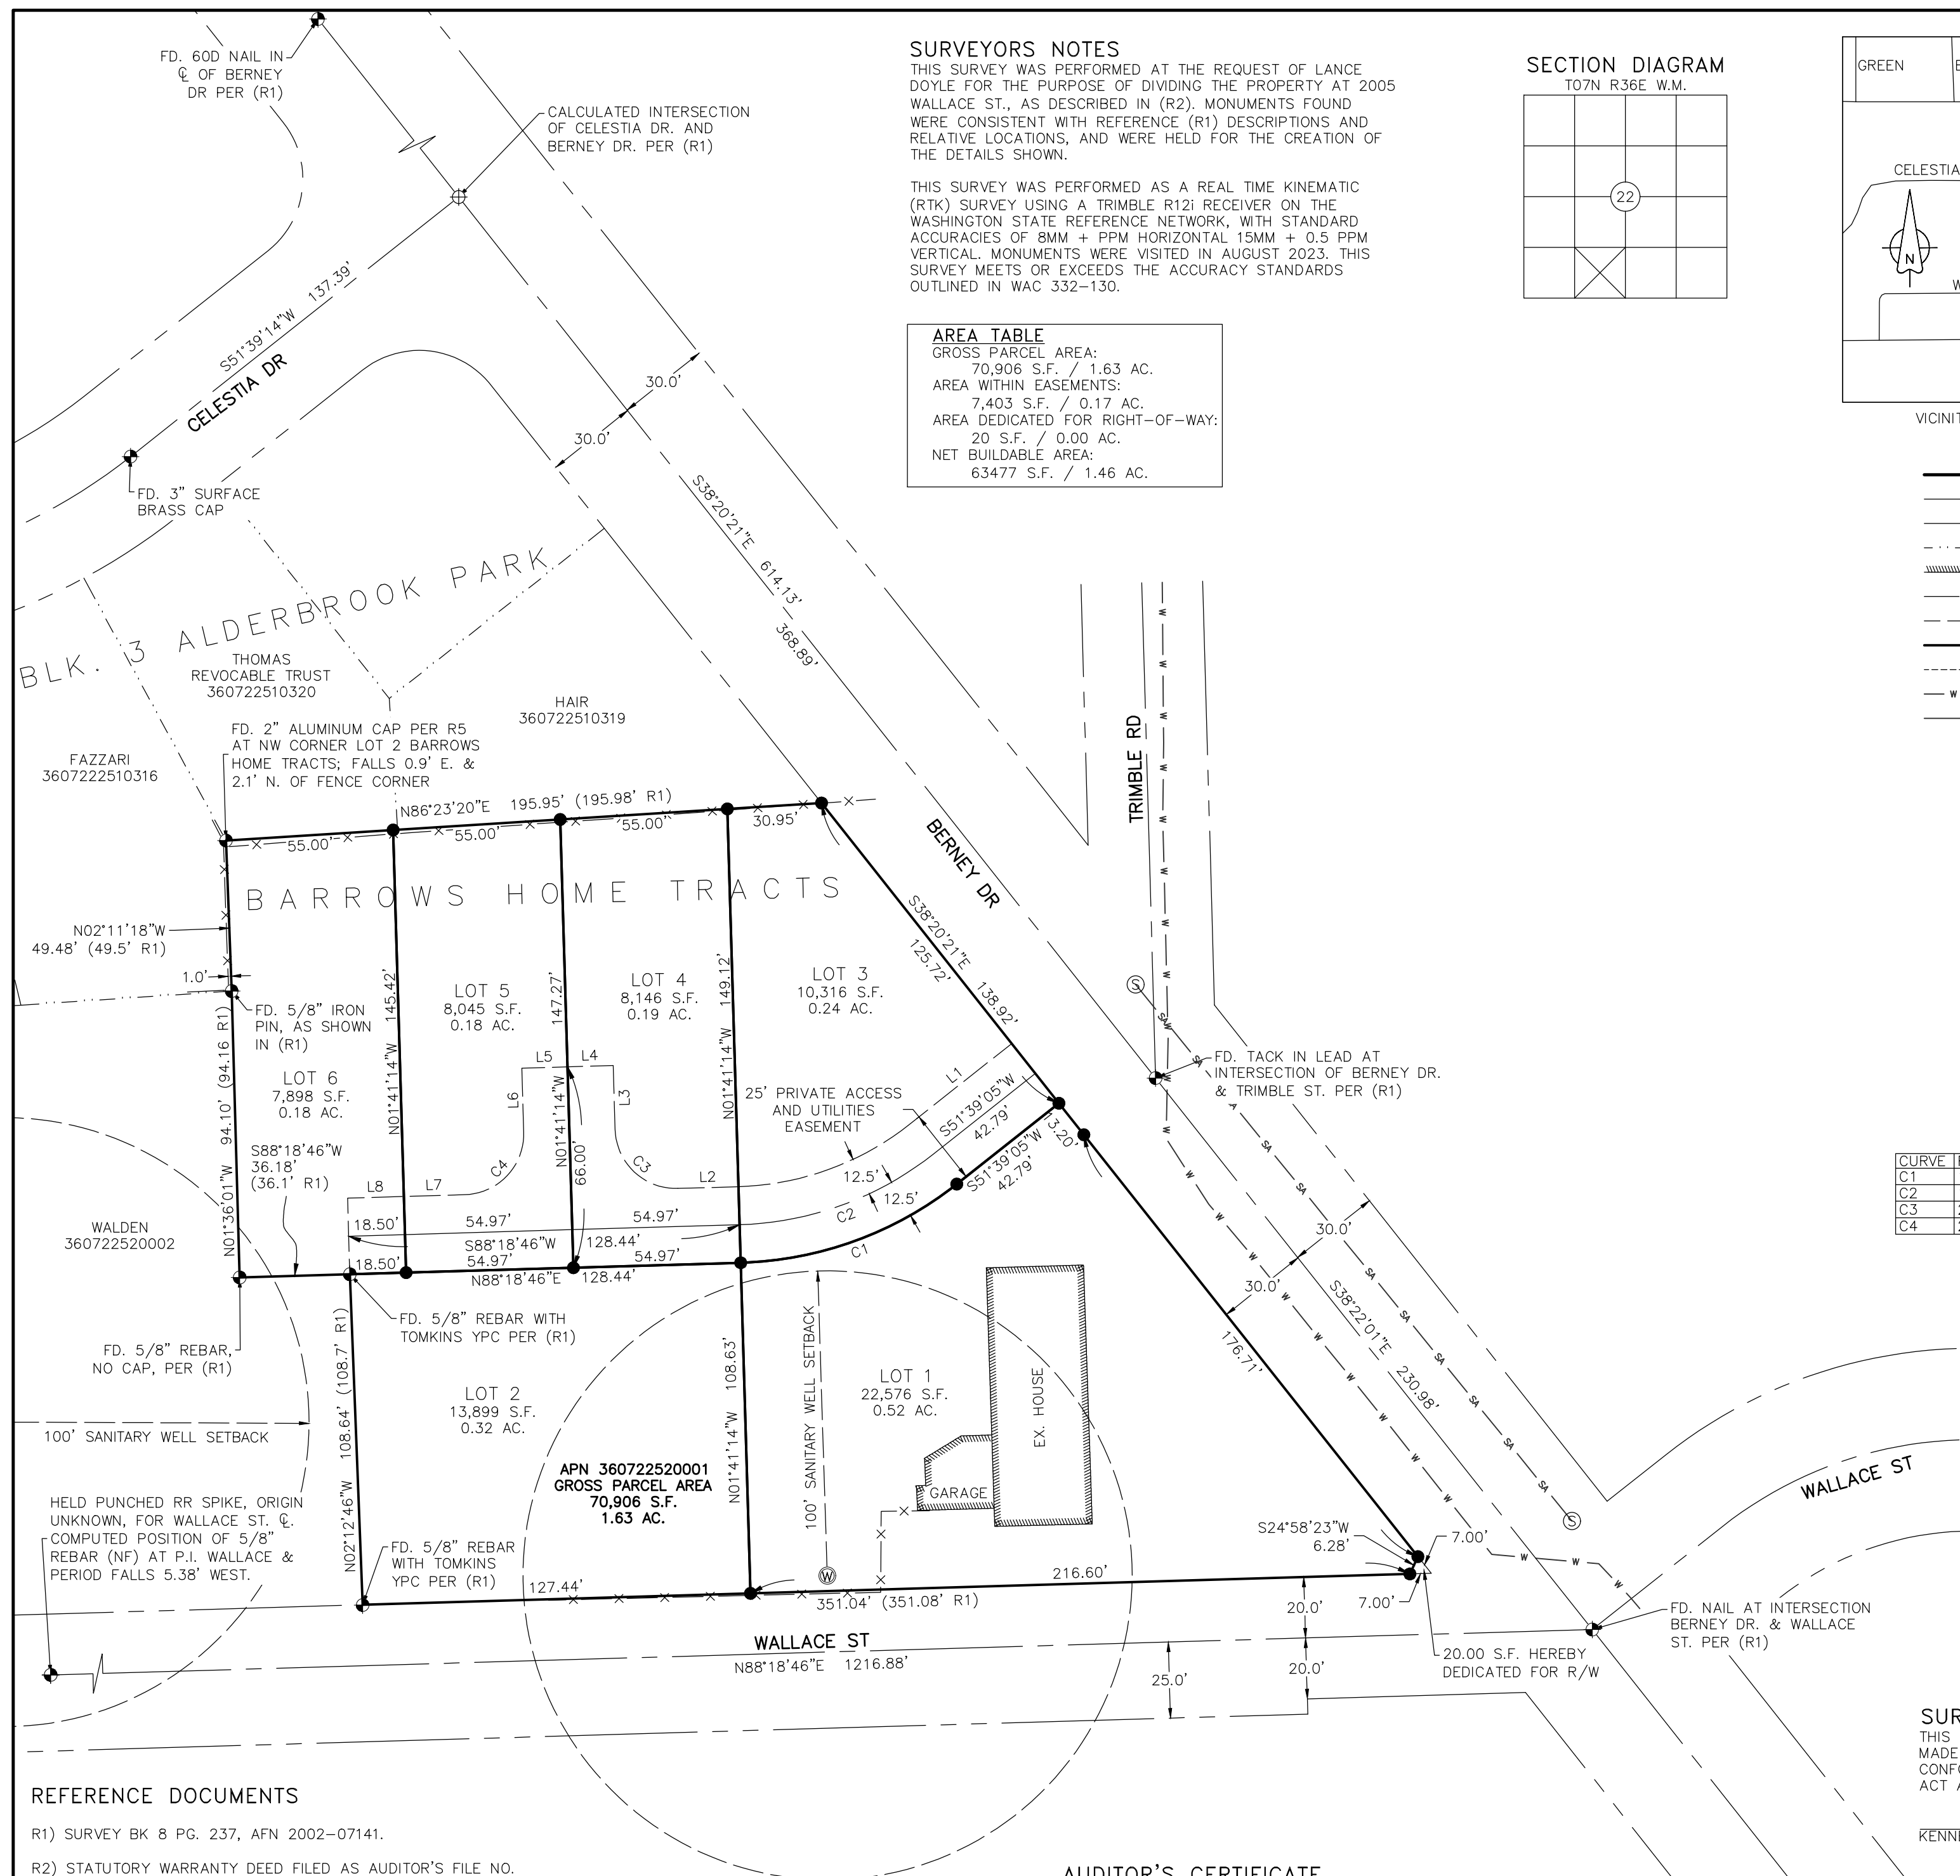 FD. 60D NAIL IN
℄ OF BERNEY
DR PER (R1)
CALCULATED INTERSECTION
OF CELESTIA DR. AND
BERNEY DR. PER (R1)
S51°39'14"W 137.39'
CELESTIA DR
FD. 3" SURFACE
BRASS CAP
SURVEYORS NOTES
THIS SURVEY WAS PERFORMED AT THE REQUEST OF LANCE
DOYLE FOR THE PURPOSE OF DIVIDING THE PROPERTY AT 2005
WALLACE ST., AS DESCRIBED IN (R2). MONUMENTS FOUND
WERE CONSISTENT WITH REFERENCE (R1) DESCRIPTIONS AND
RELATIVE LOCATIONS, AND WERE HELD FOR THE CREATION OF
THE DETAILS SHOWN.
THIS SURVEY WAS PERFORMED AS A REAL TIME KINEMATIC
(RTK) SURVEY USING A TRIMBLE R12i RECEIVER ON THE
WASHINGTON STATE REFERENCE NETWORK, WITH STANDARD
ACCURACIES OF 8MM + PPM HORIZONTAL 15MM + 0.5 PPM
VERTICAL. MONUMENTS WERE VISITED IN AUGUST 2023. THIS
SURVEY MEETS OR EXCEEDS THE ACCURACY STANDARDS
OUTLINED IN WAC 332-130.
AREA TABLE
GROSS PARCEL AREA:
70,906 S.F. / 1.63 AC.
AREA WITHIN EASEMENTS:
7,403 S.F. / 0.17 AC.
AREA DEDICATED FOR RIGHT-OF-WAY:
20 S.F. / 0.00 AC.
NET BUILDABLE AREA:
63477 S.F. / 1.46 AC.
SECTION DIAGRAM
T07N R36E W.M.
22
GREEN
CELESTIA
N
W
VICINI
30.0'
30.0'
S38°20'21"E 614.13'
368.89'
BLK. 3 ALDERBROOK PARK
THOMAS
REVOCABLE TRUST
360722510320
HAIR
360722510319
FAZZARI
3607222510316
FD. 2" ALUMINUM CAP PER R5
AT NW CORNER LOT 2 BARROWS
HOME TRACTS; FALLS 0.9' E. &
2.1' N. OF FENCE CORNER
N86°23'20"E 195.95' (195.98' R1)
55.00'
55.00'
55.00'
30.95'
BARROWS HOME TRACTS
TRIMBLE RD
BERNEY DR
N02°11'18"W
49.48' (49.5' R1)
1.0'
FD. 5/8" IRON
PIN, AS SHOWN
IN (R1)
N01°36'01"W 94.10' (94.16 R1)
N01°41'14"W 145.42'
N01°41'14"W 147.27'
N01°41'14"W 149.12'
66.00'
LOT 6
7,898 S.F.
0.18 AC.
LOT 5
8,045 S.F.
0.18 AC.
LOT 4
8,146 S.F.
0.19 AC.
LOT 3
10,316 S.F.
0.24 AC.
S38°20'21"E
125.72'
138.92'
L5
L4
L6
L3
L1
C4
C3
L8
L7
L2
25' PRIVATE ACCESS
AND UTILITIES
EASEMENT
S51°39'05"W
42.79'
S51°39'05"W
42.79'
13.20'
12.5'
12.5'
C2
C1
FD. TACK IN LEAD AT
INTERSECTION OF BERNEY DR.
& TRIMBLE ST. PER (R1)
S88°18'46"W
36.18'
(36.1' R1)
WALDEN
360722520002
18.50'
54.97'
54.97'
S88°18'46"W 128.44'
18.50'
54.97'
54.97'
N88°18'46"E 128.44'
FD. 5/8" REBAR WITH
TOMKINS YPC PER (R1)
FD. 5/8" REBAR,
NO CAP, PER (R1)
100' SANITARY WELL SETBACK
HELD PUNCHED RR SPIKE, ORIGIN
UNKNOWN, FOR WALLACE ST. ℄.
COMPUTED POSITION OF 5/8"
REBAR (NF) AT P.I. WALLACE &
PERIOD FALLS 5.38' WEST.
N02°12'46"W 108.64' (108.7' R1)
LOT 2
13,899 S.F.
0.32 AC.
APN 360722520001
GROSS PARCEL AREA
70,906 S.F.
1.63 AC.
FD. 5/8" REBAR
WITH TOMKINS
YPC PER (R1)
N01°41'14"W 108.63'
100' SANITARY WELL SETBACK
LOT 1
22,576 S.F.
0.52 AC.
EX. HOUSE
GARAGE
W
S
S
30.0'
30.0'
S38°22'01"E 230.98'
176.71'
S24°58'23"W
6.28'
7.00'
7.00'
127.44'
216.60'
351.04' (351.08' R1)
WALLACE ST
N88°18'46"E 1216.88'
20.0'
20.0'
25.0'
20.00 S.F. HEREBY
DEDICATED FOR R/W
FD. NAIL AT INTERSECTION
BERNEY DR. & WALLACE
ST. PER (R1)
WALLACE ST
CURVE
C1
C2
C3
C4
REFERENCE DOCUMENTS
R1) SURVEY BK 8 PG. 237, AFN 2002-07141.
R2) STATUTORY WARRANTY DEED FILED AS AUDITOR'S FILE NO.
AUDITOR'S CERTIFICATE
SUR
THIS
MADE
CONF
ACT
KENN